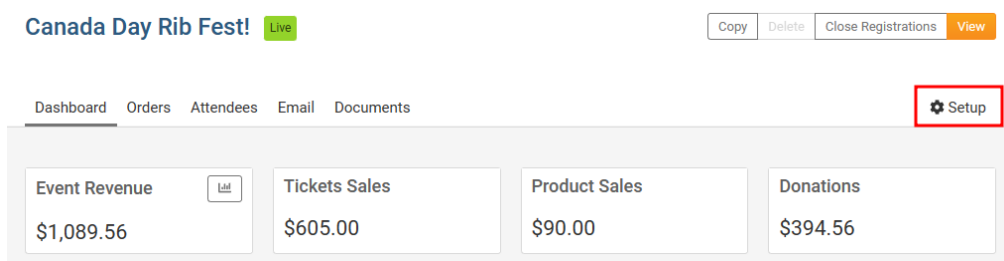 Canada Day Rib Fest! Live
Copy Delete Close Registrations View
Dashboard Orders Attendees Email Documents Setup
Event Revenue Tickets Sales Product Sales Donations
$1,089.56 $605.00 $90.00 $394.56